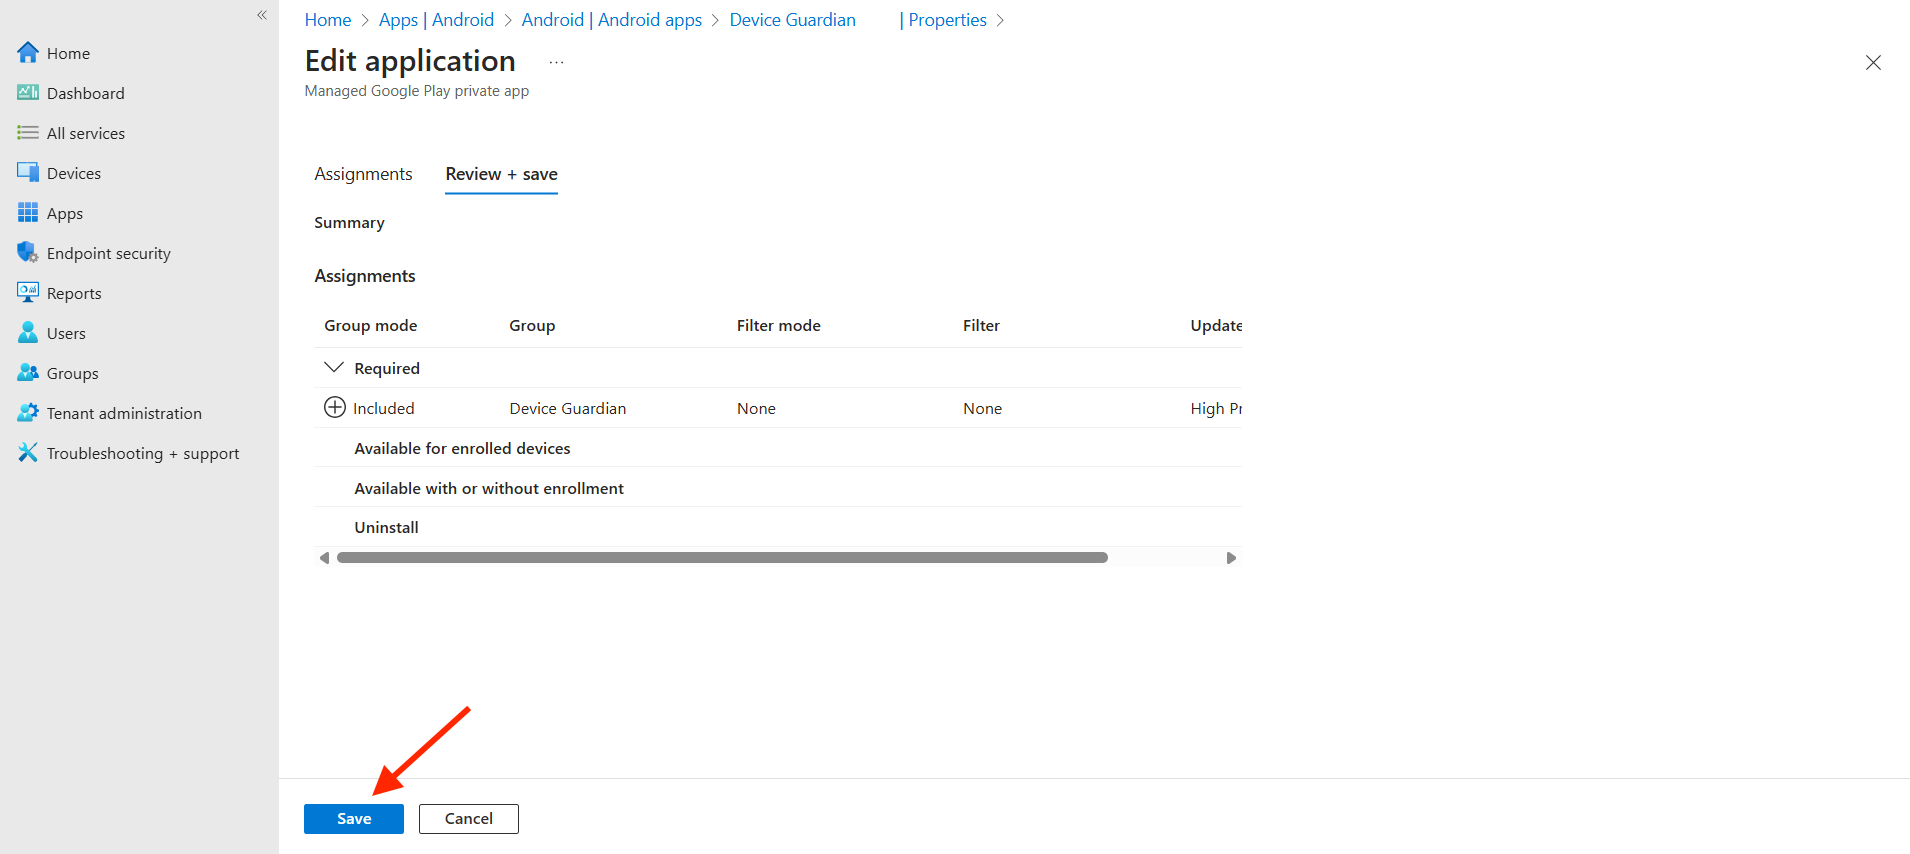 Home
Dashboard
All services
Devices
Apps
Endpoint security
Reports
Users
Groups
Tenant administration
Troubleshooting + support
Home > Apps | Android > Android | Android apps > Device Guardian | Properties >
Edit application ...
Managed Google Play private app
Assignments Review + save
Summary
Assignments
Group mode Group Filter mode Filter Update
Required
Included Device Guardian None None High Pr
Available for enrolled devices
Available with or without enrollment
Uninstall
Save Cancel